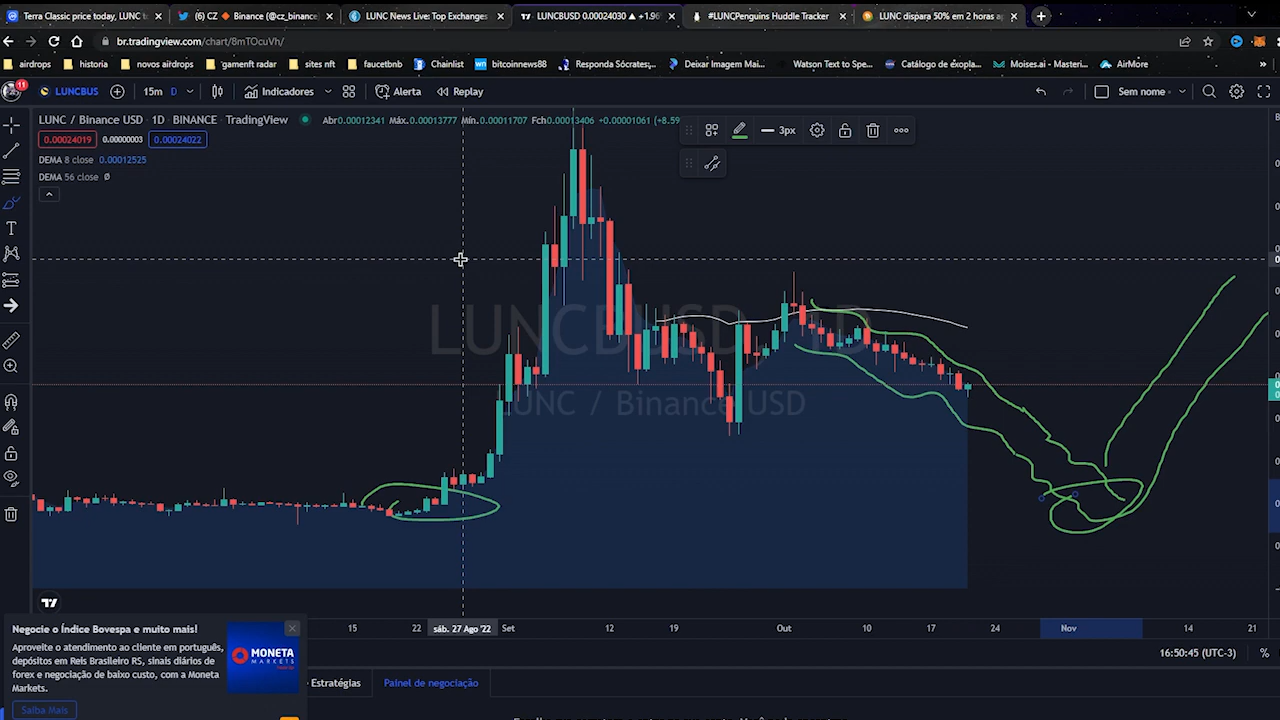 Terra Classic price today, LUNC to
(6) CZ 🔶 Binance (@cz_binance)
LUNC News Live: Top Exchanges
LUNCBUSD 0.00024030 ▲ +1.96
#LUNCPenguins Huddle Tracker
LUNC dispara 50% em 2 horas a
br.tradingview.com/chart/8mTOcuVh/
airdrops
historia
novos airdrops
gamenft radar
sites nft
faucetbnb
Chainlist
bitcoinnews88
Responda Sócrates,...
Deixar Imagem Mai...
Watson Text to Spe...
Catálogo de exopla...
Moises.ai - Masteri...
AirMore
»
11
LUNCBUS
15m
D
Indicadores
Alerta
Replay
Sem nome
LUNC / Binance USD · 1D · BINANCE · TradingView
Abr0.00012341 Máx.0.00013777 Mín.0.00011707 Fch0.00013406 +0.00001061 (+8.59
0.00024019
0.00000003
0.00024022
DEMA 8 close 0.00012525
DEMA 56 close Ø
3px
LUNCBUSD, 1D
LUNC / Binance USD
15
22
sáb. 27 Ago '22
Set
12
19
Out
10
17
24
Nov
14
21
16:50:45 (UTC-3)
%
Negocie o Índice Bovespa e muito mais!
Aproveite o atendimento ao cliente em português,
depósitos em Reis Brasileiro RS, sinais diários de
forex e negociação de baixo custo, com a Moneta
Markets.
MONETA
MARKETS
Saiba Mais
Estratégias
Painel de negociação